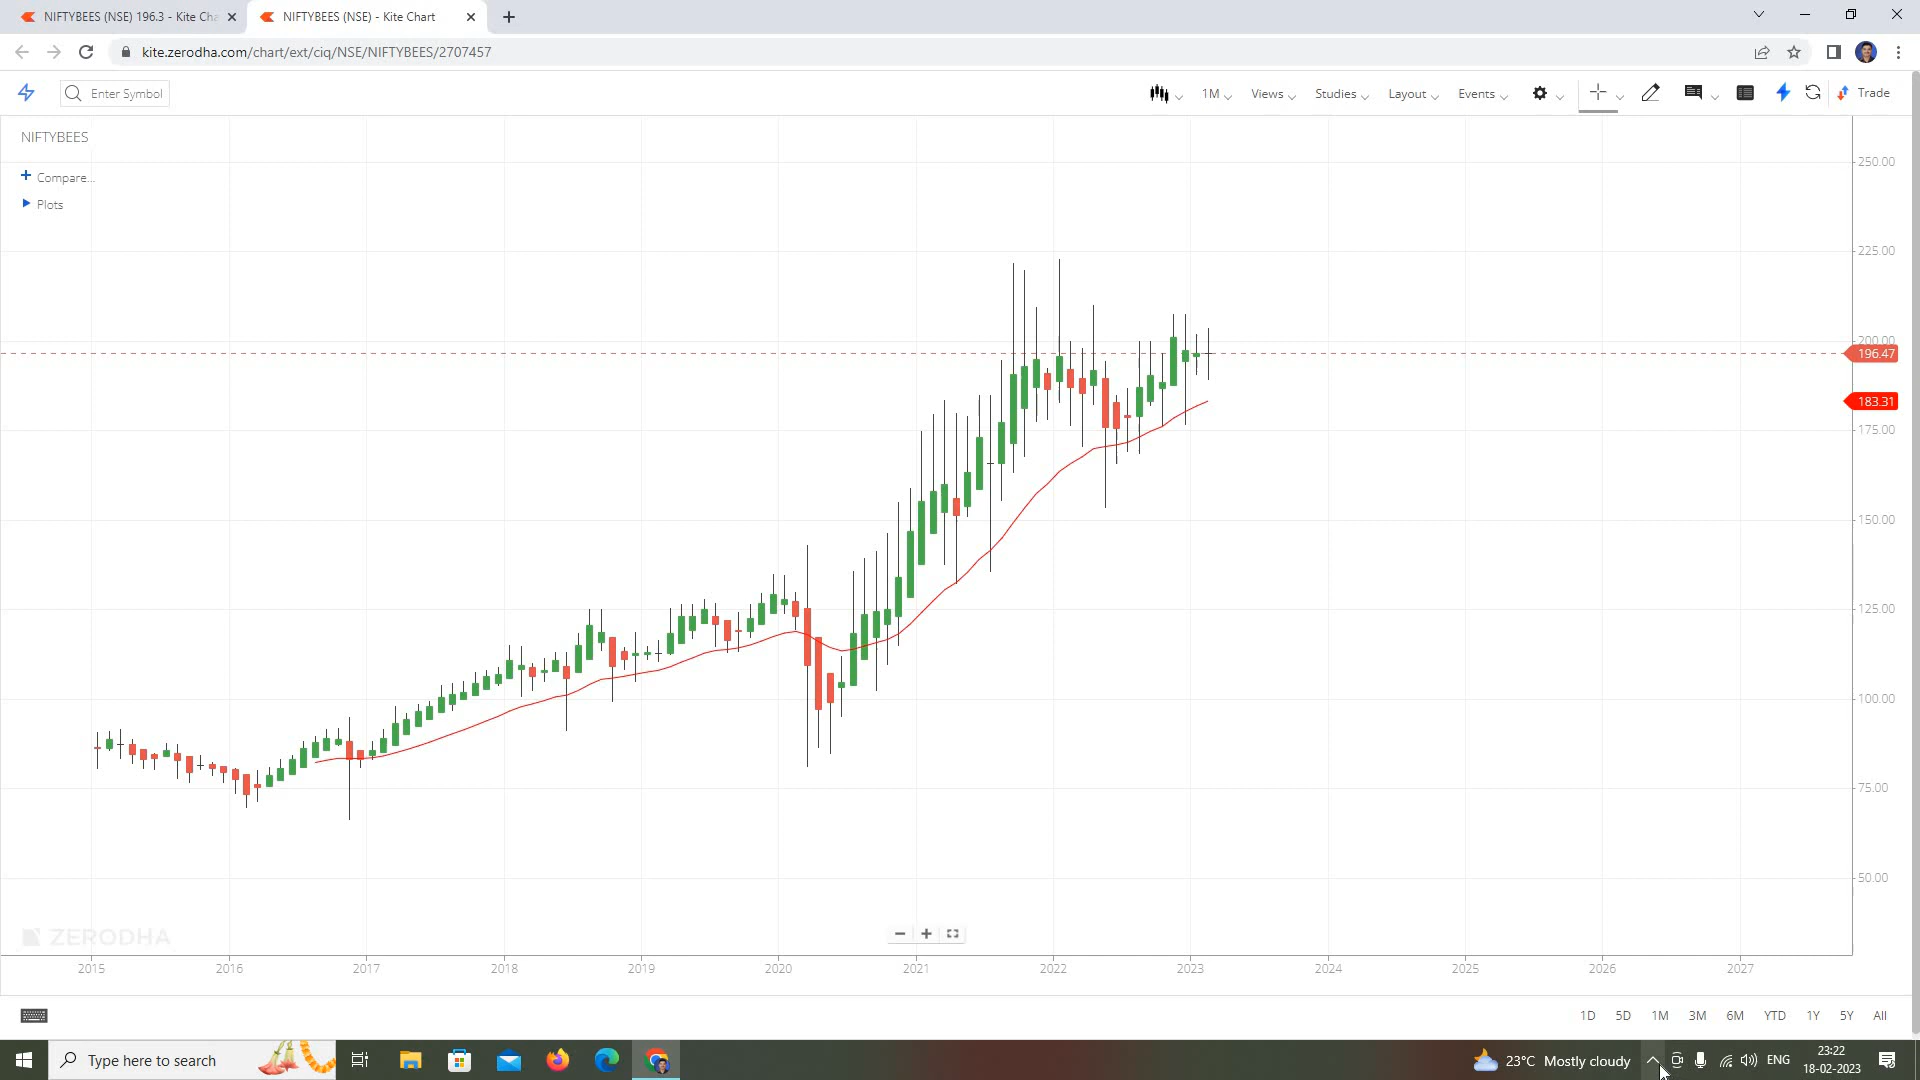 NIFTYBEES (NSE) 196.3 - Kite Cha
NIFTYBEES (NSE) - Kite Chart
kite.zerodha.com/chart/ext/ciq/NSE/NIFTYBEES/2707457
Enter Symbol
1M
Views
Studies
Layout
Events
Trade
NIFTYBEES
Compare...
Plots
250.00
225.00
200.00
196.47
183.31
175.00
150.00
125.00
100.00
75.00
50.00
ZERODHA
2015 2016 2017 2018 2019 2020 2021 2022 2023 2024 2025 2026 2027
1D 5D 1M 3M 6M YTD 1Y 5Y All
Type here to search
23°C Mostly cloudy
ENG
23:22
18-02-2023